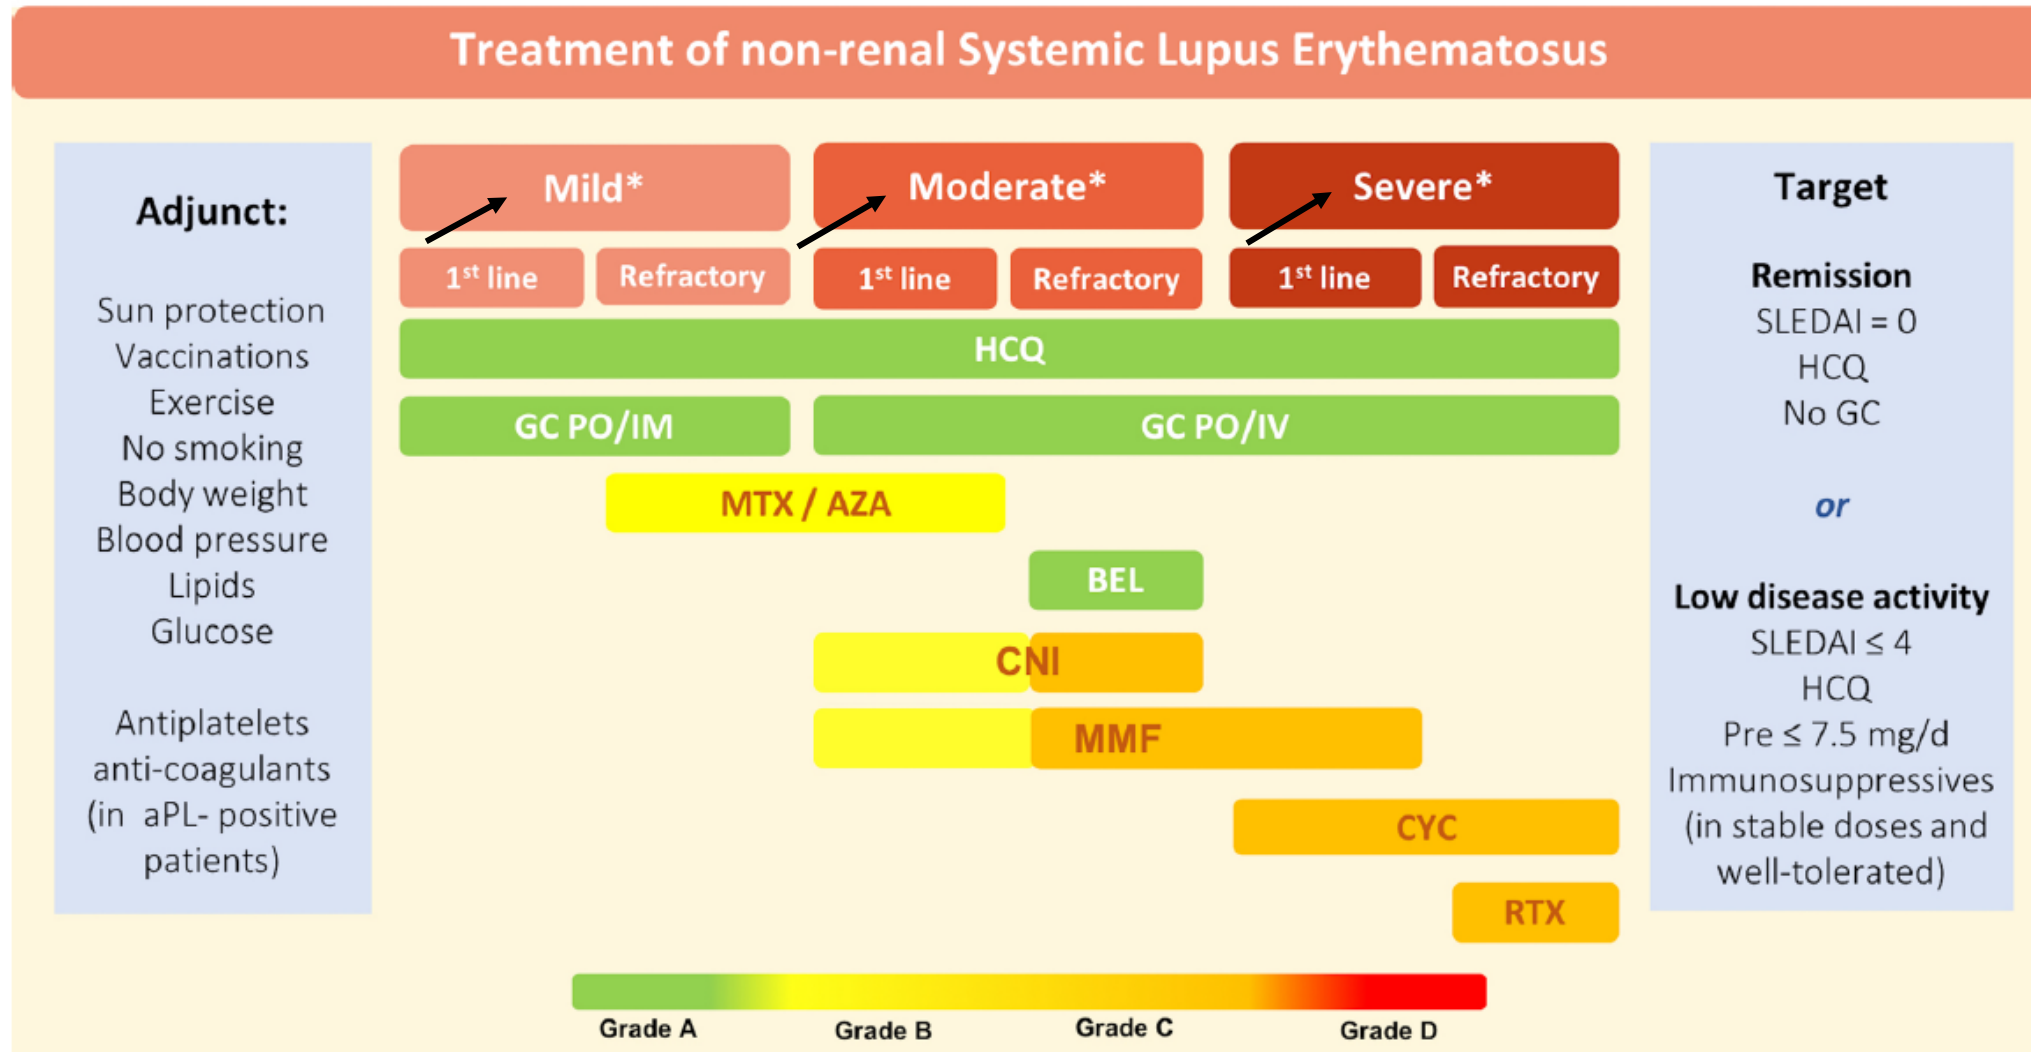 Treatment of non-renal Systemic Lupus Erythematosus
Adjunct:
Sun protection
Vaccinations
Exercise
No smoking
Body weight
Blood pressure
Lipids
Glucose
Antiplatelets
anti-coagulants
(in aPL- positive
patients)
Mild*
Moderate*
Severe*
1st line
Refractory
1st line
Refractory
1st line
Refractory
HCQ
GC PO/IM
GC PO/IV
MTX / AZA
BEL
CNI
MMF
CYC
RTX
Grade A
Grade B
Grade C
Grade D
Target
Remission
SLEDAI = 0
HCQ
No GC
or
Low disease activity
SLEDAI ≤ 4
HCQ
Pre ≤ 7.5 mg/d
Immunosuppressives
(in stable doses and
well-tolerated)